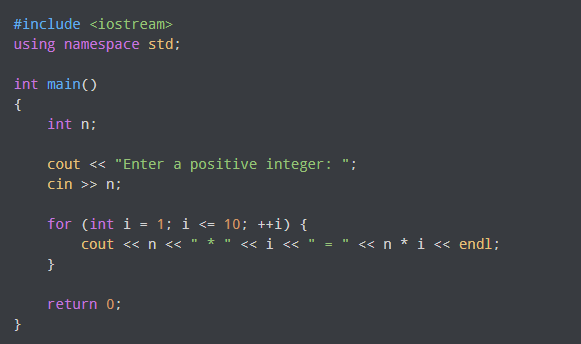 #include <iostream>
using namespace std;
int main()
{
int n;
cout << "Enter a positive integer: ";
cin >> n;
for (int i = 1; i <= 10; ++i) {
cout << n << " * " << i << " = " << n * i << endl;
}
return 0;
}